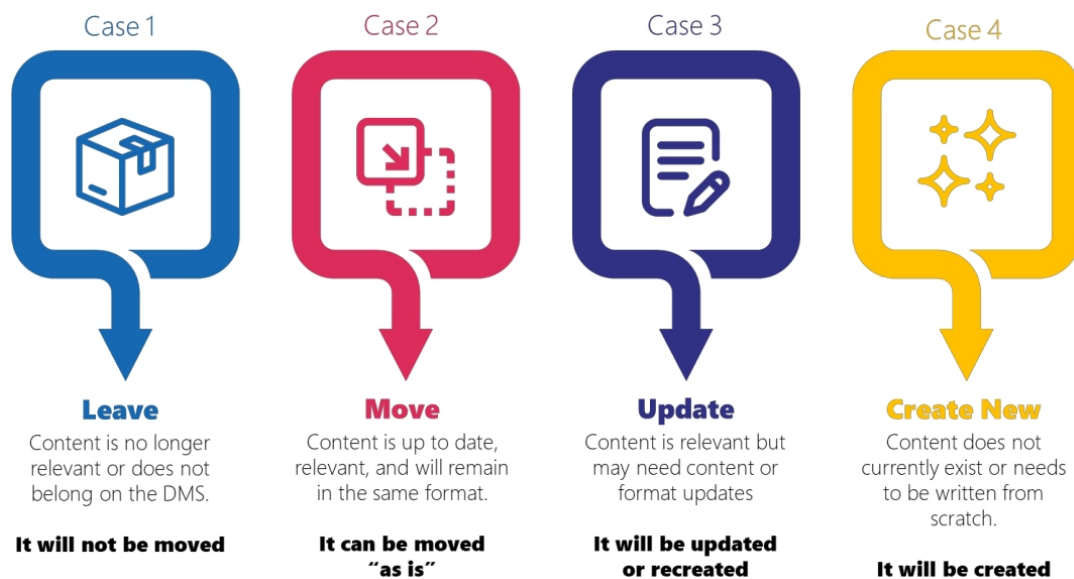 Case 1
Leave
Content is no longer
relevant or does not
belong on the DMS.
It will not be moved
Case 2
Move
Content is up to date,
relevant, and will remain
in the same format.
It can be moved
“as is”
Case 3
Update
Content is relevant but
may need content or
format updates
It will be updated
or recreated
Case 4
Create New
Content does not
currently exist or needs
to be written from
scratch.
It will be created